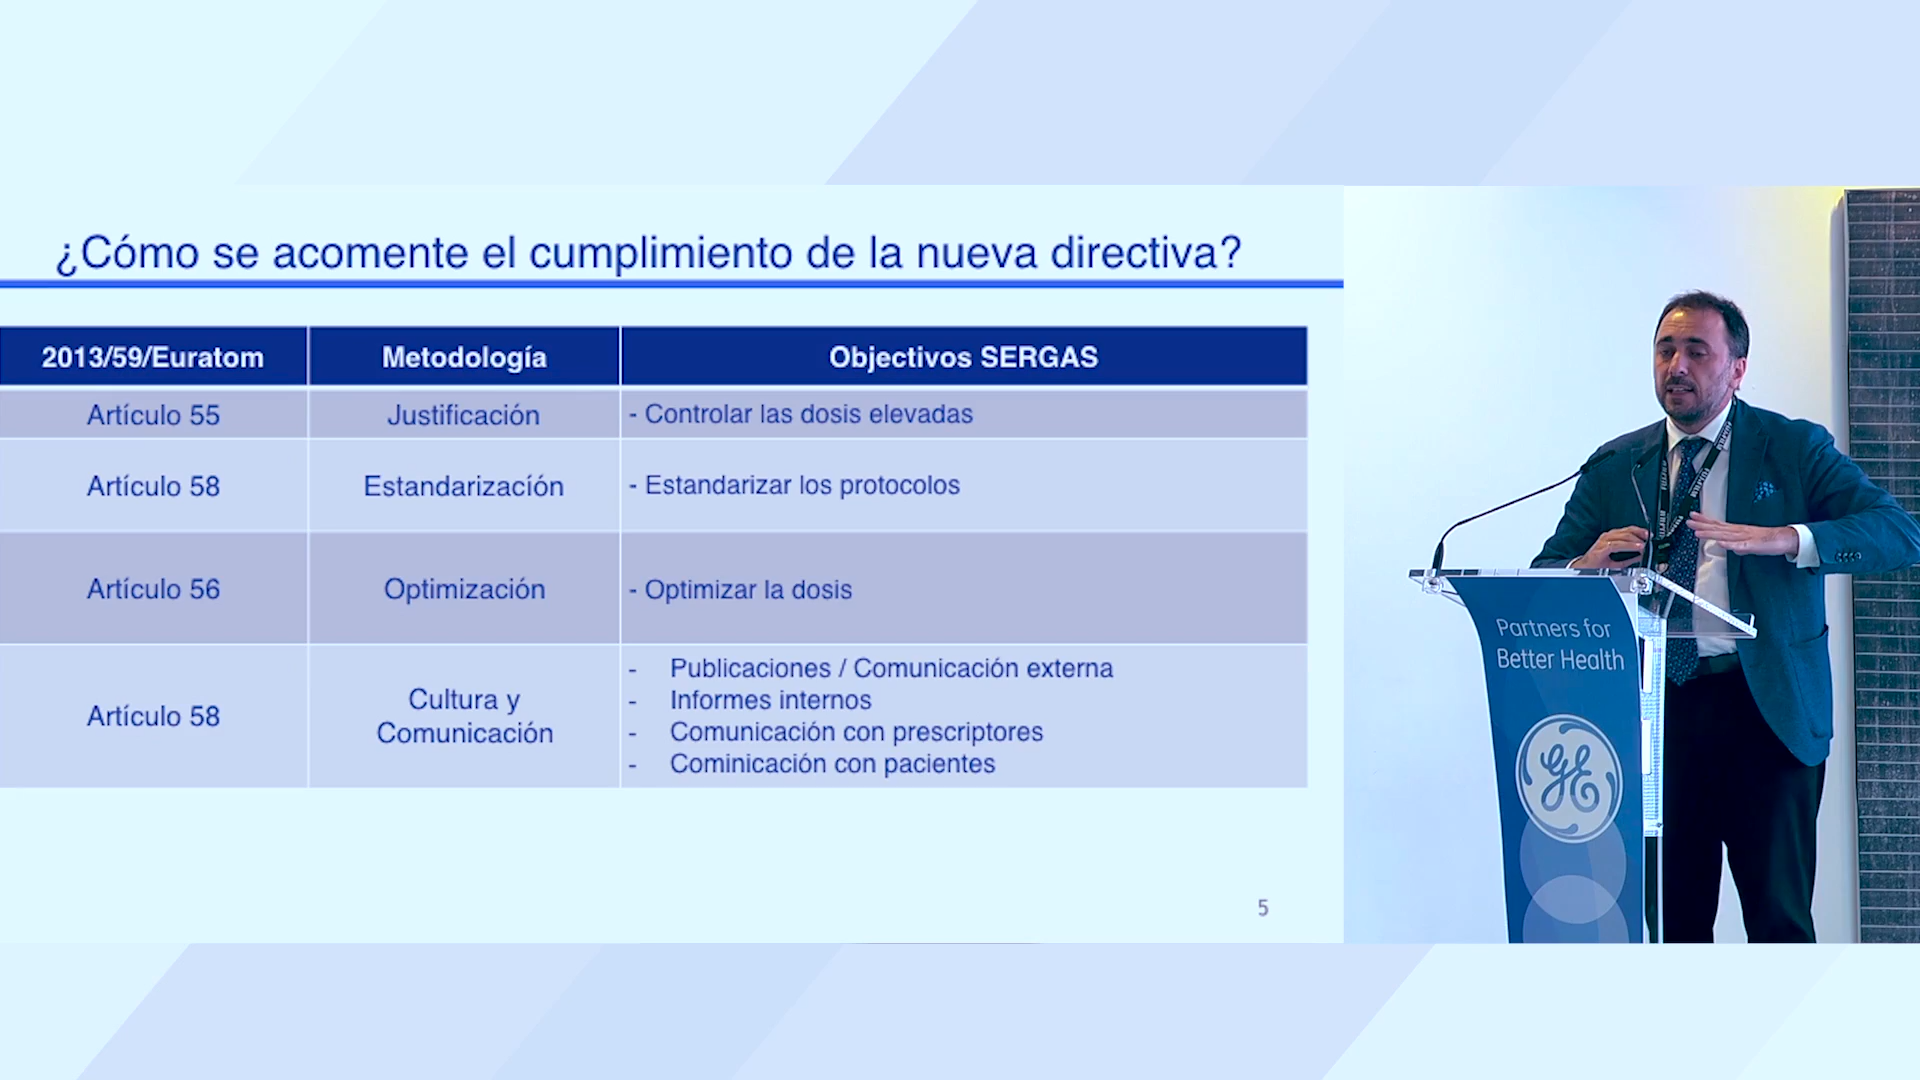 ¿Cómo se acomente el cumplimiento de la nueva directiva?
2013/59/Euratom Metodología Objectivos SERGAS
Artículo 55 Justificación - Controlar las dosis elevadas
Artículo 58 Estandarización - Estandarizar los protocolos
Artículo 56 Optimización - Optimizar la dosis
Artículo 58 Cultura y Comunicación
- Publicaciones / Comunicación externa
- Informes internos
- Comunicación con prescriptores
- Cominicación con pacientes
5
Partners for
Better Health
GE